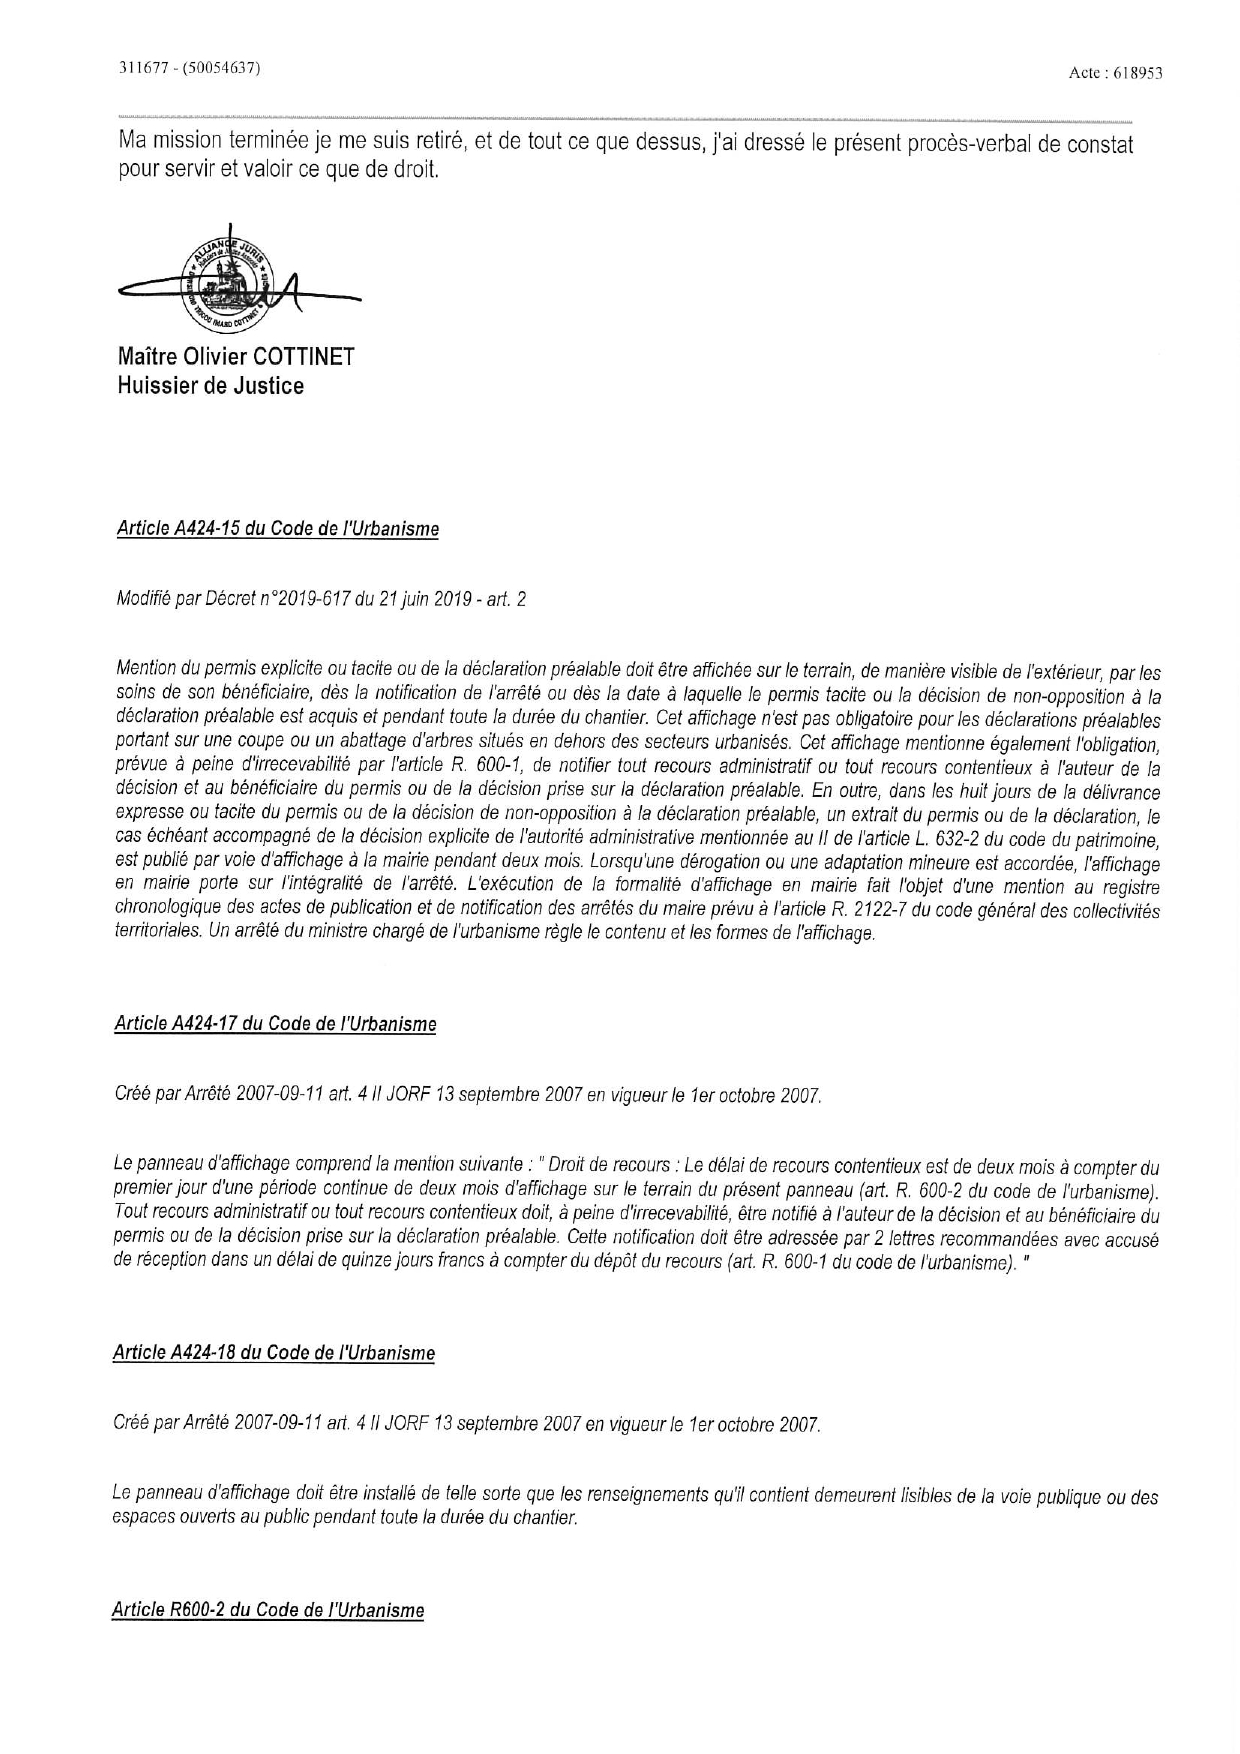 311677 - (50054637)
Acte : 618953
Ma mission terminée je me suis retiré, et de tout ce que dessus, j'ai dressé le présent procès-verbal de constat
pour servir et valoir ce que de droit.
ALLIANCE JURIS
COTTINET
Maître Olivier COTTINET
Huissier de Justice
Article A424-15 du Code de l'Urbanisme
Modifié par Décret n°2019-617 du 21 juin 2019 - art. 2
Mention du permis explicite ou tacite ou de la déclaration préalable doit être affichée sur le terrain, de manière visible de l'extérieur, par les
soins de son bénéficiaire, dès la notification de l'arrêté ou dès la date à laquelle le permis tacite ou la décision de non-opposition à la
déclaration préalable est acquis et pendant toute la durée du chantier. Cet affichage n'est pas obligatoire pour les déclarations préalables
portant sur une coupe ou un abattage d'arbres situés en dehors des secteurs urbanisés. Cet affichage mentionne également l'obligation,
prévue à peine d'irrecevabilité par l'article R. 600-1, de notifier tout recours administratif ou tout recours contentieux à l'auteur de la
décision et au bénéficiaire du permis ou de la décision prise sur la déclaration préalable. En outre, dans les huit jours de la délivrance
expresse ou tacite du permis ou de la décision de non-opposition à la déclaration préalable, un extrait du permis ou de la déclaration, le
cas échéant accompagné de la décision explicite de l'autorité administrative mentionnée au II de l'article L. 632-2 du code du patrimoine,
est publié par voie d'affichage à la mairie pendant deux mois. Lorsqu'une dérogation ou une adaptation mineure est accordée, l'affichage
en mairie porte sur l'intégralité de l'arrêté. L'exécution de la formalité d'affichage en mairie fait l'objet d'une mention au registre
chronologique des actes de publication et de notification des arrêtés du maire prévu à l'article R. 2122-7 du code général des collectivités
territoriales. Un arrêté du ministre chargé de l'urbanisme règle le contenu et les formes de l'affichage.
Article A424-17 du Code de l'Urbanisme
Créé par Arrêté 2007-09-11 art. 4 II JORF 13 septembre 2007 en vigueur le 1er octobre 2007.
Le panneau d'affichage comprend la mention suivante : " Droit de recours : Le délai de recours contentieux est de deux mois à compter du
premier jour d'une période continue de deux mois d'affichage sur le terrain du présent panneau (art. R. 600-2 du code de l'urbanisme).
Tout recours administratif ou tout recours contentieux doit, à peine d'irrecevabilité, être notifié à l'auteur de la décision et au bénéficiaire du
permis ou de la décision prise sur la déclaration préalable. Cette notification doit être adressée par 2 lettres recommandées avec accusé
de réception dans un délai de quinze jours francs à compter du dépôt du recours (art. R. 600-1 du code de l'urbanisme). "
Article A424-18 du Code de l'Urbanisme
Créé par Arrêté 2007-09-11 art. 4 II JORF 13 septembre 2007 en vigueur le 1er octobre 2007.
Le panneau d'affichage doit être installé de telle sorte que les renseignements qu'il contient demeurent lisibles de la voie publique ou des
espaces ouverts au public pendant toute la durée du chantier.
Article R600-2 du Code de l'Urbanisme